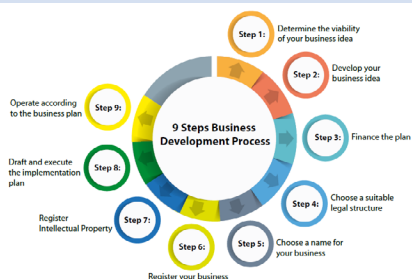 9 Steps Business
Development Process
Step 1:
Determine the viability
of your business idea
Step 2:
Develop your
business idea
Step 3:
Finance the plan
Step 4:
Choose a suitable
legal structure
Step 5:
Choose a name for
your business
Step 6:
Register your business
Step 7:
Register
Intellectual Property
Step 8:
Draft and execute
the implementation
plan
Step 9:
Operate according
to the business plan